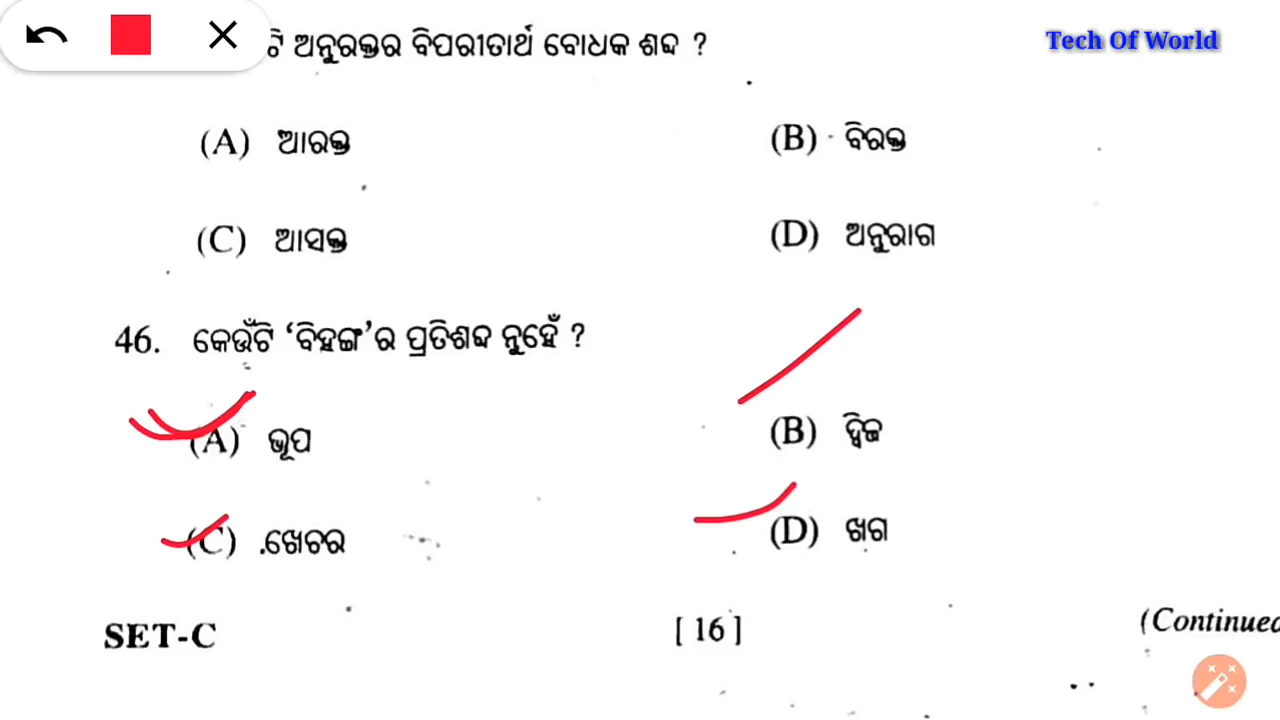 ଟି ଅନୁରକ୍ତର ବିପରୀତାର୍ଥ ବୋଧକ ଶବ୍ଦ ?
Tech Of World
(A) ଆରକ୍ତ
(B) ବିରକ୍ତ
(C) ଆସକ୍ତ
(D) ଅନୁରାଗ
46. କେଉଁଟି ‘ବିହଙ୍ଗ’ର ପ୍ରତିଶବ୍ଦ ନୁହେଁ ?
(A) ଭୂପ
(B) ଦ୍ୱିଜ
(C) ଖେଚର
(D) ଖଗ
SET-C
[ 16 ]
(Continued